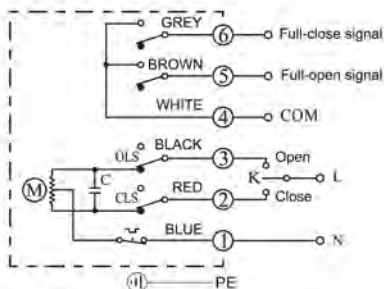 GREY ⑥ Full-close signal
BROWN ⑤ Full-open signal
WHITE ④ COM
BLACK ③ Open
OLS
C
K L
M
CLS RED ② Close
BLUE ① N
PE